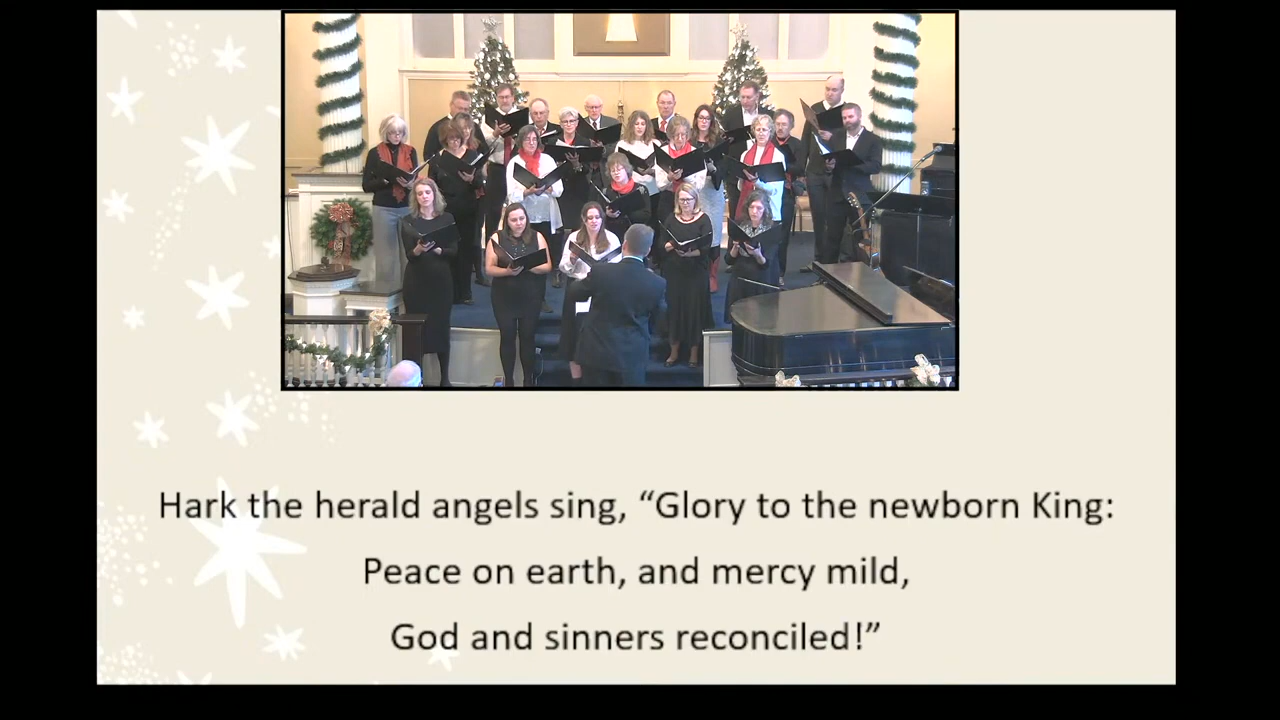 Hark the herald angels sing, “Glory to the newborn King:
Peace on earth, and mercy mild,
God and sinners reconciled!”